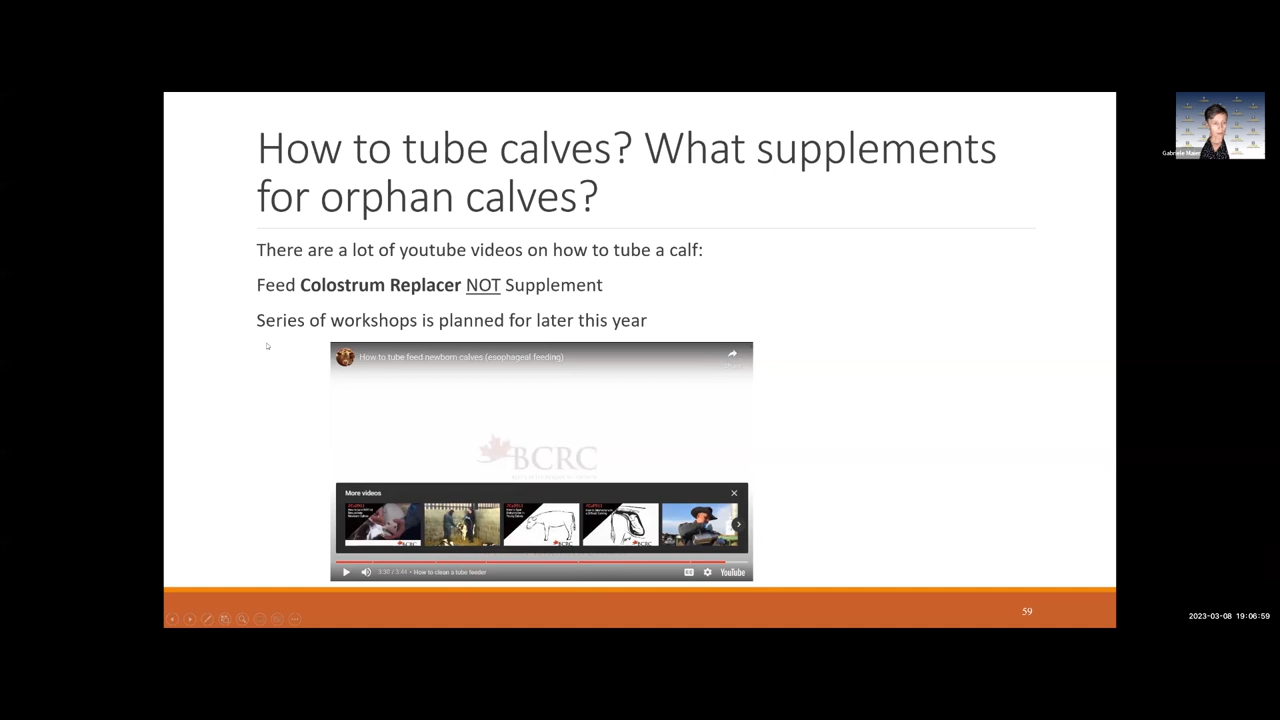 How to tube calves? What supplements
for orphan calves?
There are a lot of youtube videos on how to tube a calf:
Feed Colostrum Replacer NOT Supplement
Series of workshops is planned for later this year
How to tube feed newborn calves (esophageal feeding)
BCRC
More videos
3:30 / 3:44 • How to clean a tube feeder
CC
YouTube
59
Gabriele Maier
2023-03-08 19:06:59